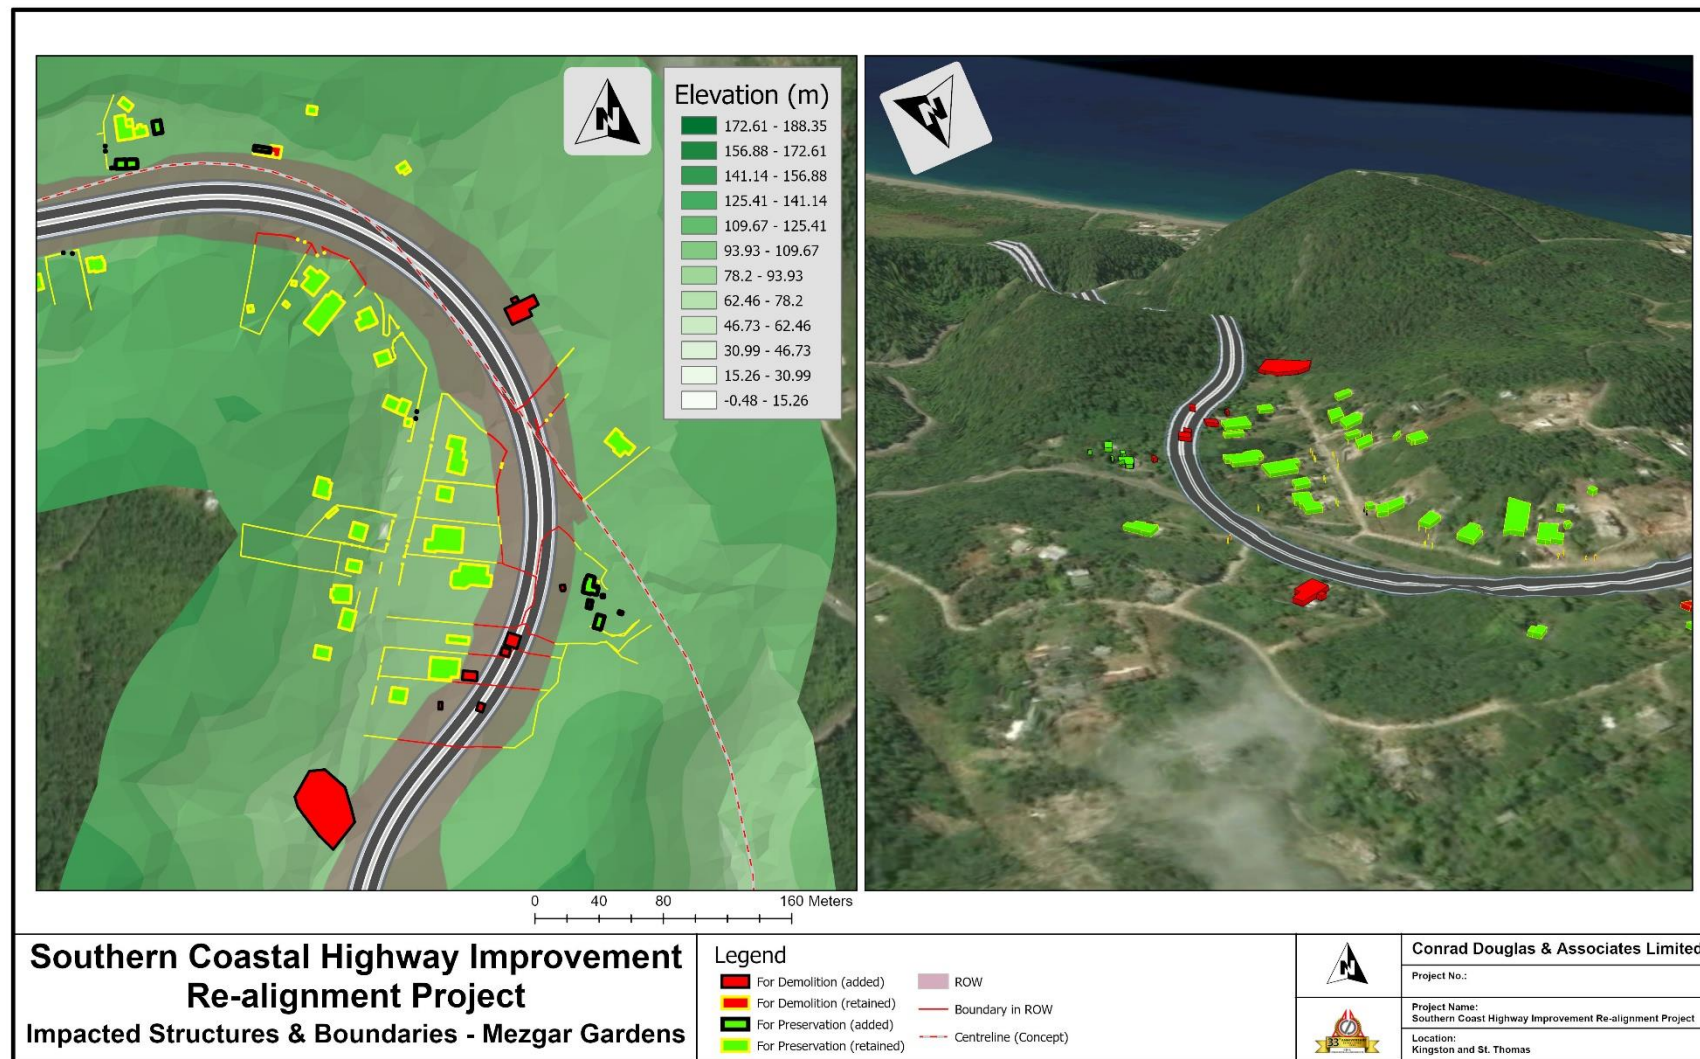 N
Elevation (m)
172.61 - 188.35
156.88 - 172.61
141.14 - 156.88
125.41 - 141.14
109.67 - 125.41
93.93 - 109.67
78.2 - 93.93
62.46 - 78.2
46.73 - 62.46
30.99 - 46.73
15.26 - 30.99
-0.48 - 15.26
N
0 40 80 160 Meters
Southern Coastal Highway Improvement
Re-alignment Project
Impacted Structures & Boundaries - Mezgar Gardens
Legend
For Demolition (added)
For Demolition (retained)
For Preservation (added)
For Preservation (retained)
ROW
Boundary in ROW
Centreline (Concept)
N
33
Conrad Douglas & Associates Limited
Project No.:
Project Name:
Southern Coast Highway Improvement Re-alignment Project
Location:
Kingston and St. Thomas